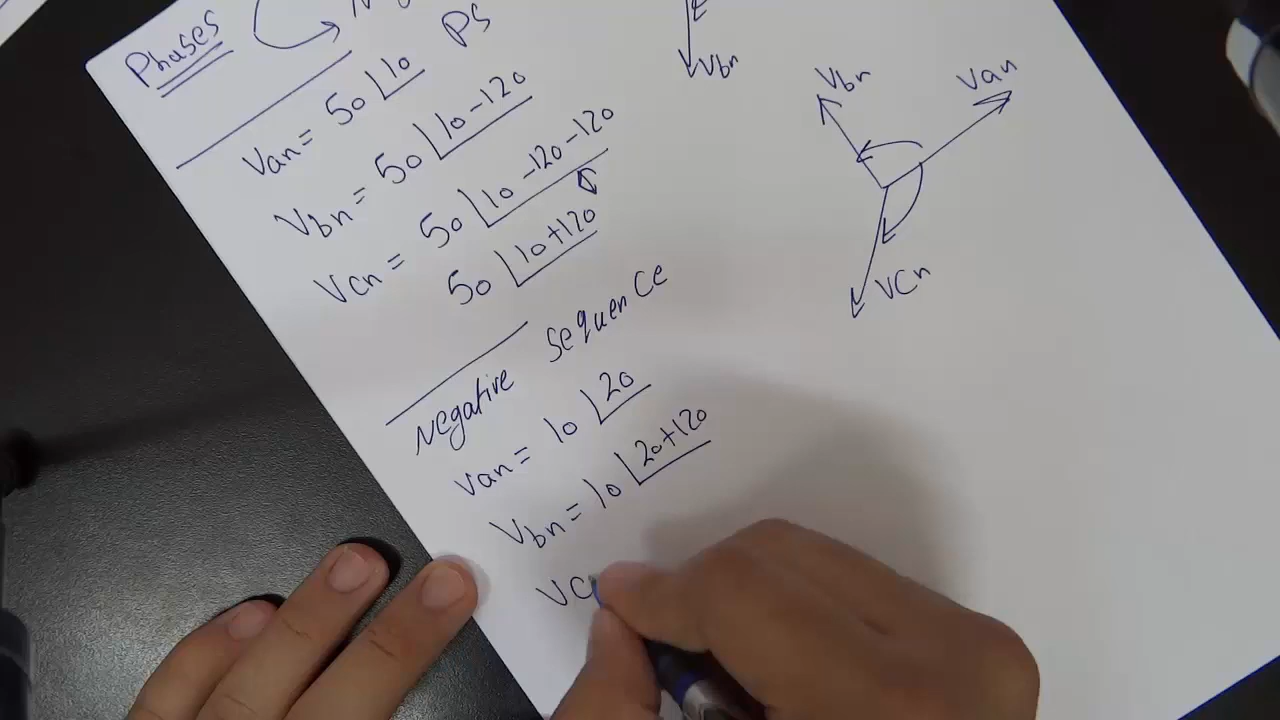 Phases
PS
Van = 50∠10
Vbn = 50∠10-120
Vcn = 50∠10-120-120
50∠10+120
Negative Sequence
Van = 10∠20
Vbn = 10∠20+120
VC
Vbn
Vbn
Van
VCn